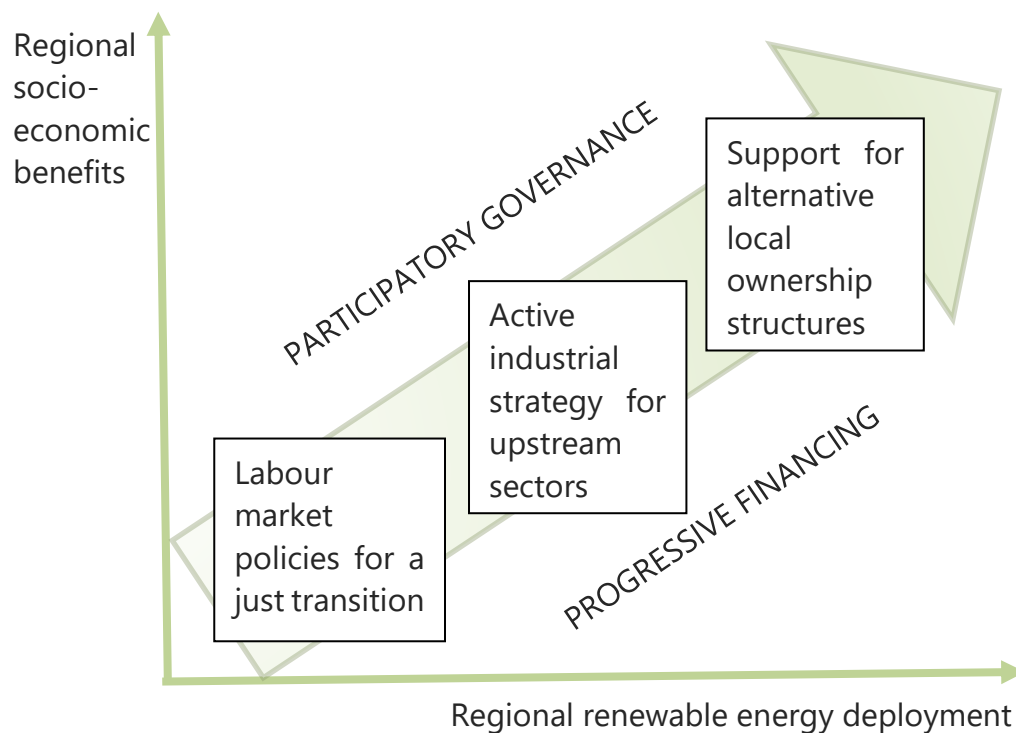 Regional
socio-
economic
benefits
PARTICIPATORY GOVERNANCE
Support for
alternative
local
ownership
structures
Active
industrial
strategy for
upstream
sectors
Labour
market
policies for a
just transition
PROGRESSIVE FINANCING
Regional renewable energy deployment